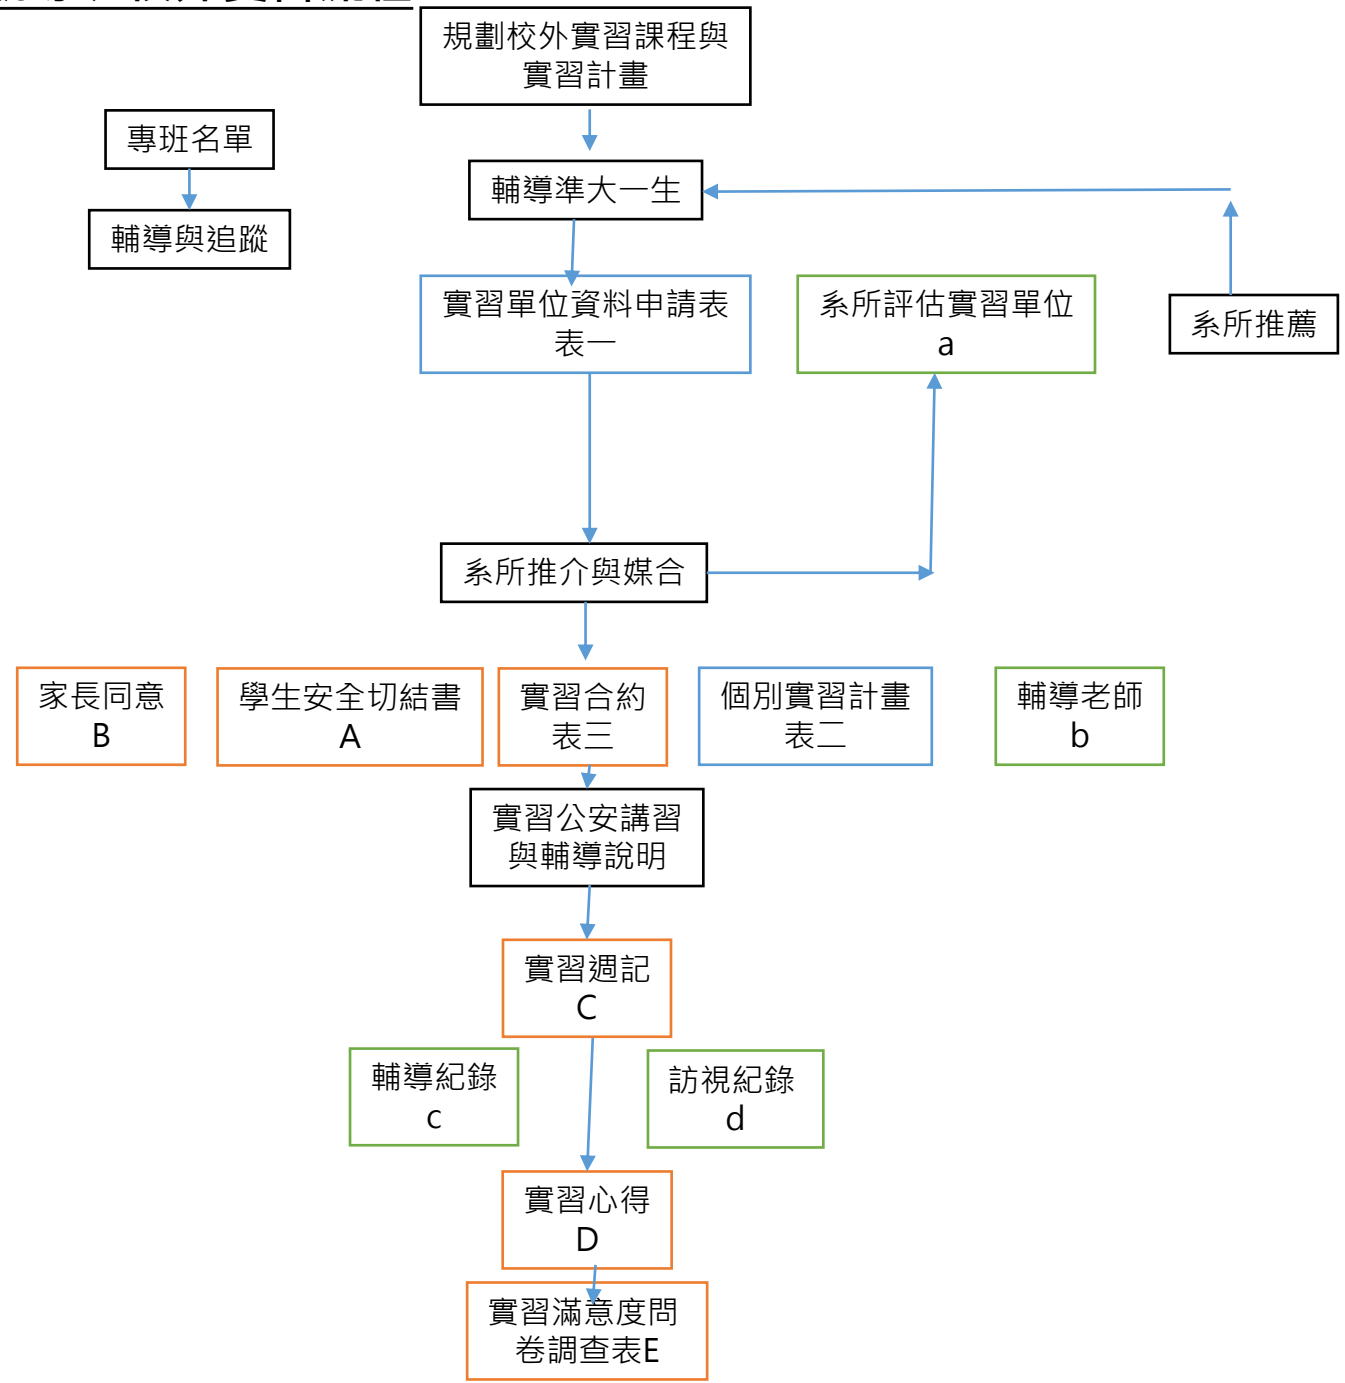 規劃校外實習課程與
實習計畫
專班名單
輔導準大一生
輔導與追蹤
實習單位資料申請表
表一
系所評估實習單位
a
系所推薦
系所推介與媒合
家長同意
B
學生安全切結書
A
實習合約
表三
個別實習計畫
表二
輔導老師
b
實習公安講習
與輔導說明
實習週記
C
輔導紀錄
c
訪視紀錄
d
實習心得
D
實習滿意度問
卷調查表E